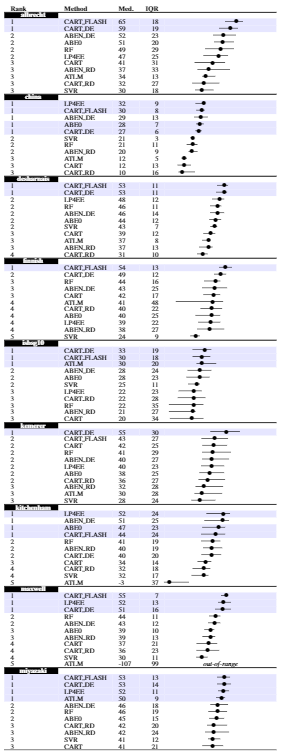 Rank Method Med. IQR
albrecht
1 CART_FLASH 65 18
1 CART_DE 59 19
2 ABEN_DE 52 23
2 ABE0 51 20
2 RF 49 29
2 LP4EE 47 25
3 CART 41 31
3 ABEN_RD 37 33
3 ATLM 34 13
3 CART_RD 32 27
3 SVR 30 18
china
1 LP4EE 32 9
1 CART_FLASH 30 8
1 ABEN_DE 29 13
1 ABE0 28 7
1 CART_DE 27 6
2 SVR 21 3
2 RF 21 11
2 ABEN_RD 20 9
3 ATLM 12 5
3 CART 12 13
3 CART_RD 10 16
desharnais
1 CART_FLASH 53 11
1 CART_DE 53 11
2 LP4EE 48 12
2 RF 46 11
2 ABEN_DE 46 14
2 ABE0 44 12
2 SVR 43 7
3 CART 39 12
3 ATLM 37 8
3 ABEN_RD 37 13
4 CART_RD 31 10
finnish
1 CART_FLASH 54 13
2 CART_DE 49 12
3 RF 44 16
3 ABEN_DE 43 25
3 CART 42 17
4 ATLM 41 48
4 CART_RD 40 22
4 ABE0 40 25
4 LP4EE 39 22
4 ABEN_RD 38 27
5 SVR 24 9
isbsg10
1 CART_DE 33 19
1 CART_FLASH 30 18
1 ATLM 30 20
2 ABEN_DE 28 24
2 ABE0 28 23
2 SVR 25 11
3 LP4EE 22 23
3 CART_RD 22 28
3 RF 22 35
3 ABEN_RD 21 27
3 CART 20 34
kemerer
1 CART_DE 55 30
2 CART_FLASH 43 27
2 CART 42 25
2 RF 41 29
2 ABEN_DE 40 27
2 LP4EE 40 23
2 ABE0 38 25
2 CART_RD 36 27
3 ABEN_RD 32 28
3 ATLM 30 28
3 SVR 28 24
kitchenham
1 LP4EE 52 24
1 ABEN_DE 51 25
1 ABE0 47 23
1 CART_FLASH 44 24
2 RF 41 19
2 ABEN_RD 40 19
2 CART_DE 40 20
3 CART 34 14
4 CART_RD 32 18
4 SVR 32 17
5 ATLM -3 37
maxwell
1 CART_FLASH 55 7
1 LP4EE 52 13
1 CART_DE 51 16
2 RF 44 11
2 ABEN_DE 43 12
3 ABE0 39 10
3 ABEN_RD 39 13
3 CART 37 21
3 CART_RD 36 23
4 SVR 30 11
5 ATLM -107 99 out-of-range
miyazaki
1 CART_FLASH 53 13
1 CART_DE 53 14
1 LP4EE 52 11
1 ATLM 50 9
2 ABEN_DE 46 18
2 RF 46 19
2 ABE0 45 15
3 CART_RD 42 20
3 ABEN_RD 42 24
3 SVR 41 12
3 CART 41 21